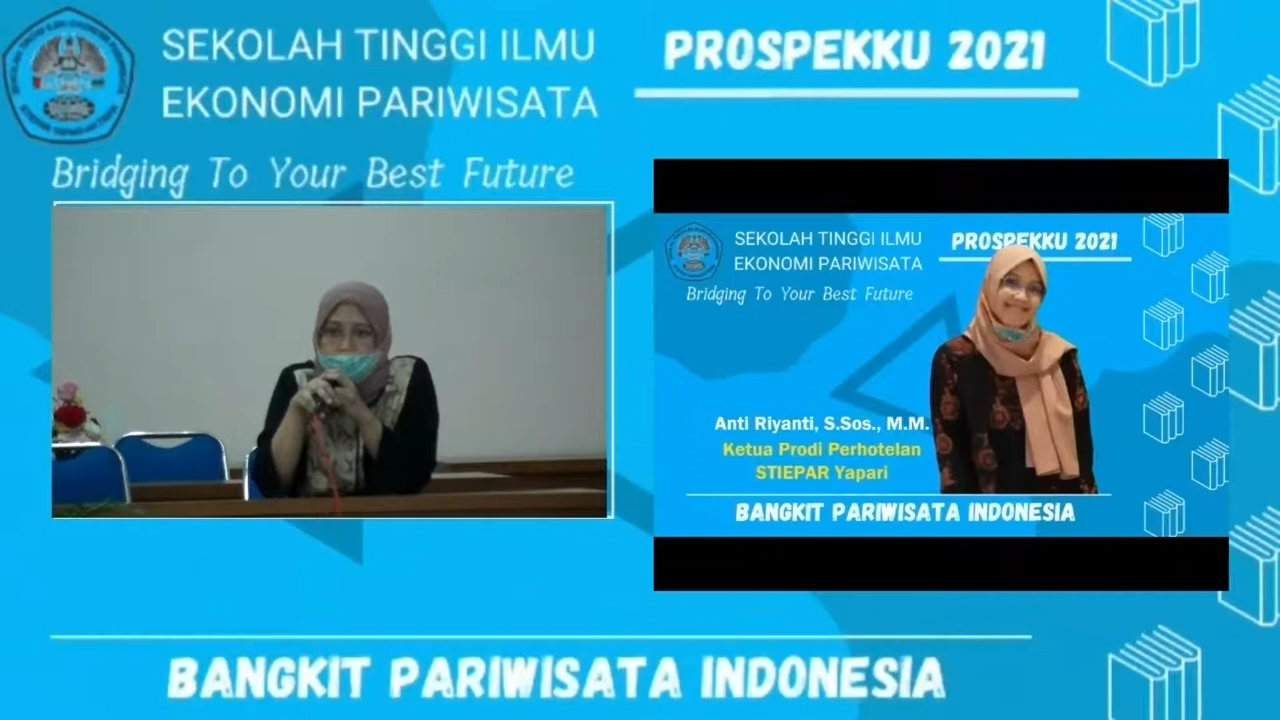 SEKOLAH TINGGI ILMU
EKONOMI PARIWISATA
Bridging To Your Best Future
PROSPEKKU 2021
SEKOLAH TINGGI ILMU
EKONOMI PARIWISATA
Bridging To Your Best Future
PROSPEKKU 2021
Anti Riyanti, S.Sos., M.M.
Ketua Prodi Perhotelan
STIEPAR Yapari
BANGKIT PARIWISATA INDONESIA
BANGKIT PARIWISATA INDONESIA